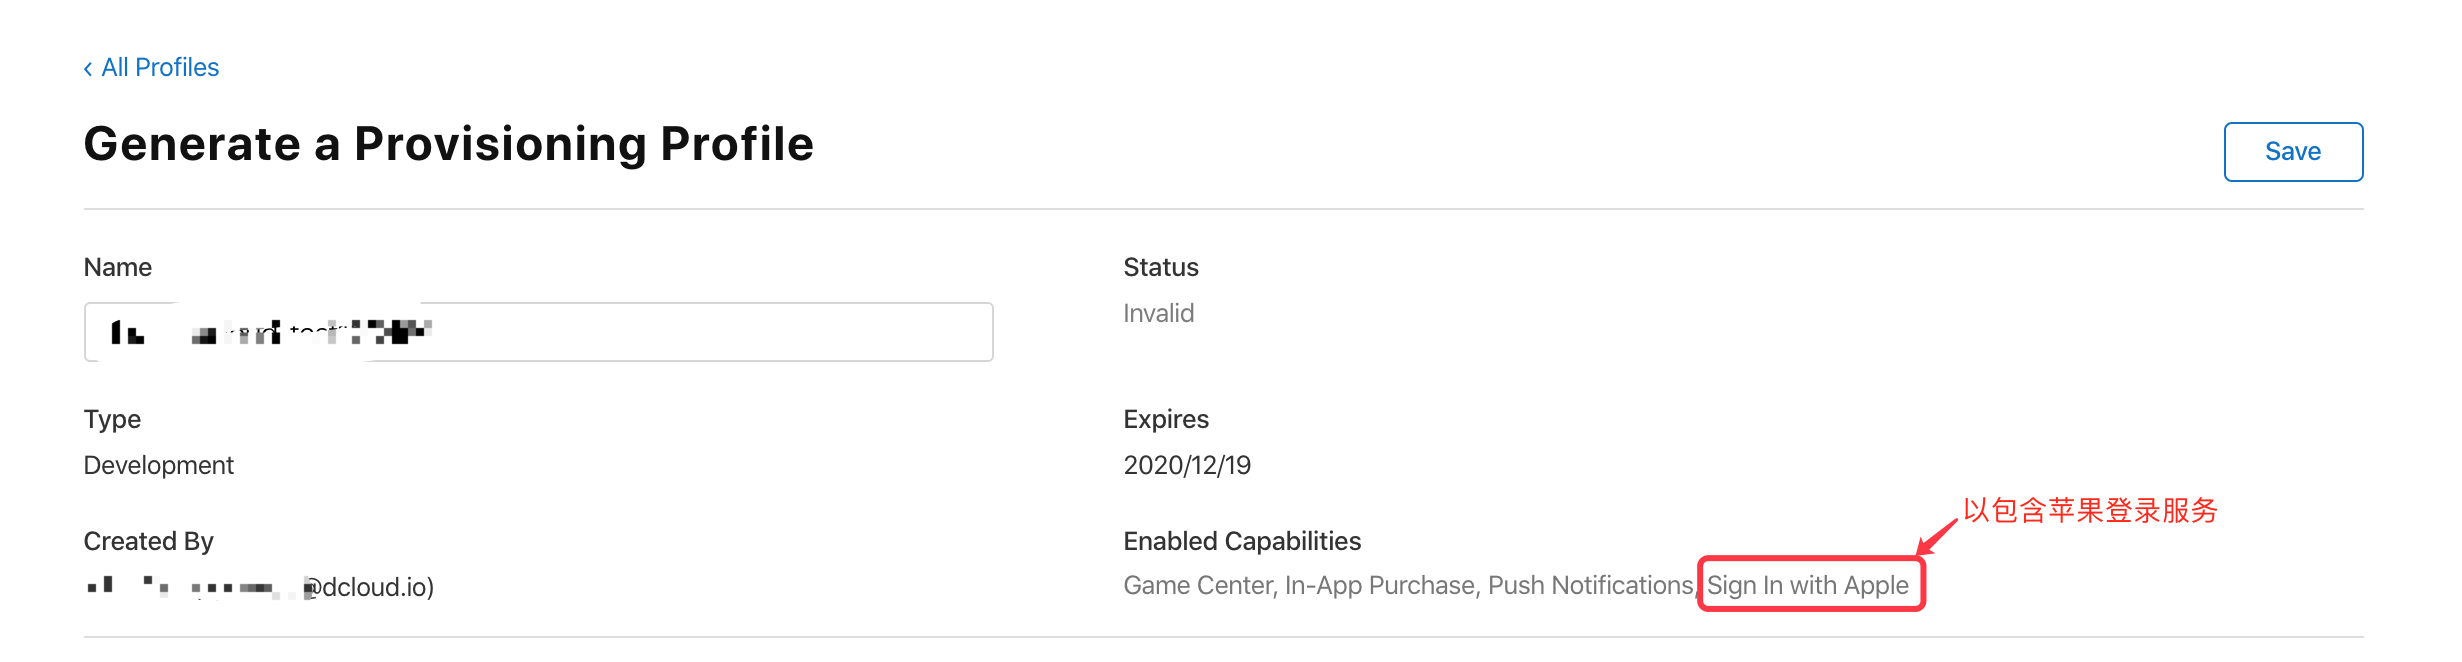 ‹ All Profiles
Generate a Provisioning Profile
Save
Name
Status
Invalid
Type
Expires
Development
2020/12/19
以包含苹果登录服务
Created By
Enabled Capabilities
@dcloud.io)
Game Center, In-App Purchase, Push Notifications, Sign In with Apple